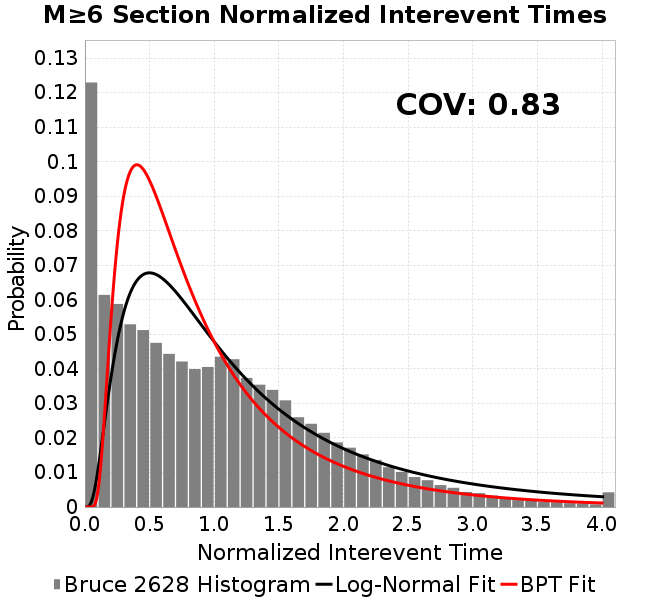 M≥6 Section Normalized Interevent Times
COV: 0.83
Probability
0.13
0.12
0.11
0.1
0.09
0.08
0.07
0.06
0.05
0.04
0.03
0.02
0.01
0
0.0 0.5 1.0 1.5 2.0 2.5 3.0 3.5 4.0
Normalized Interevent Time
Bruce 2628 Histogram Log-Normal Fit BPT Fit